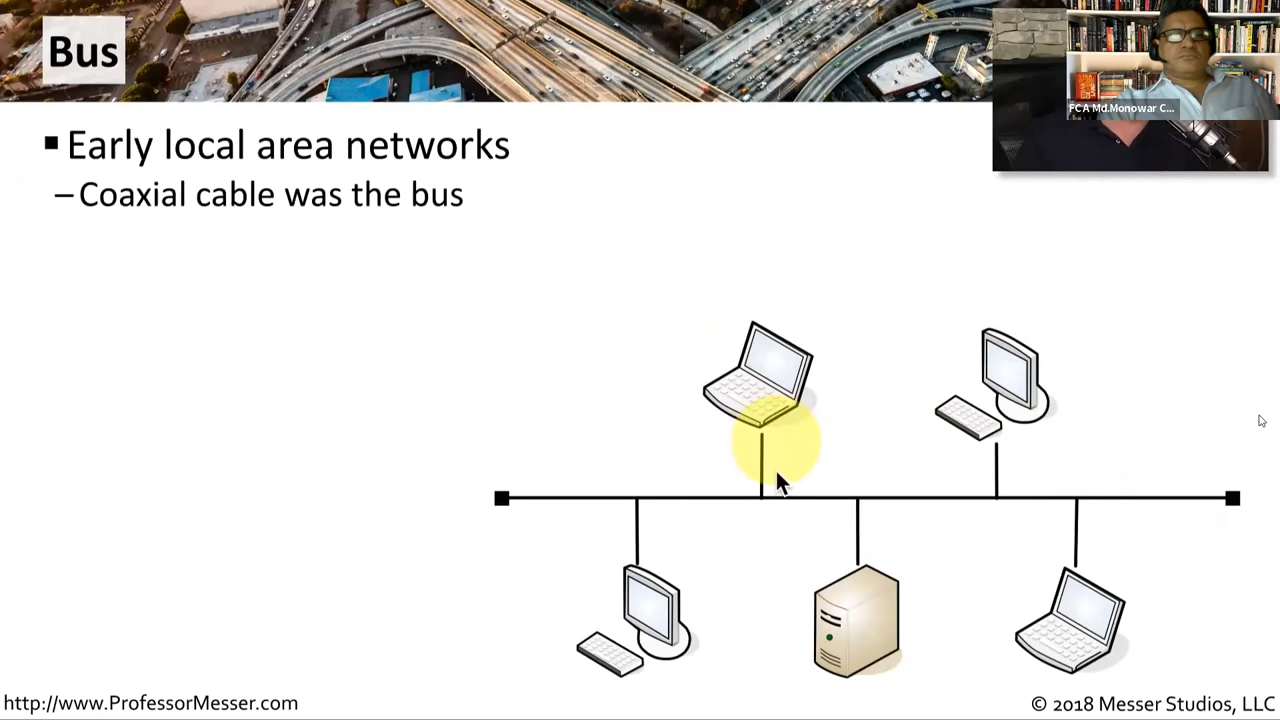 Bus
FCA Md.Monowar C...
▪ Early local area networks
– Coaxial cable was the bus
http://www.ProfessorMesser.com
© 2018 Messer Studios, LLC